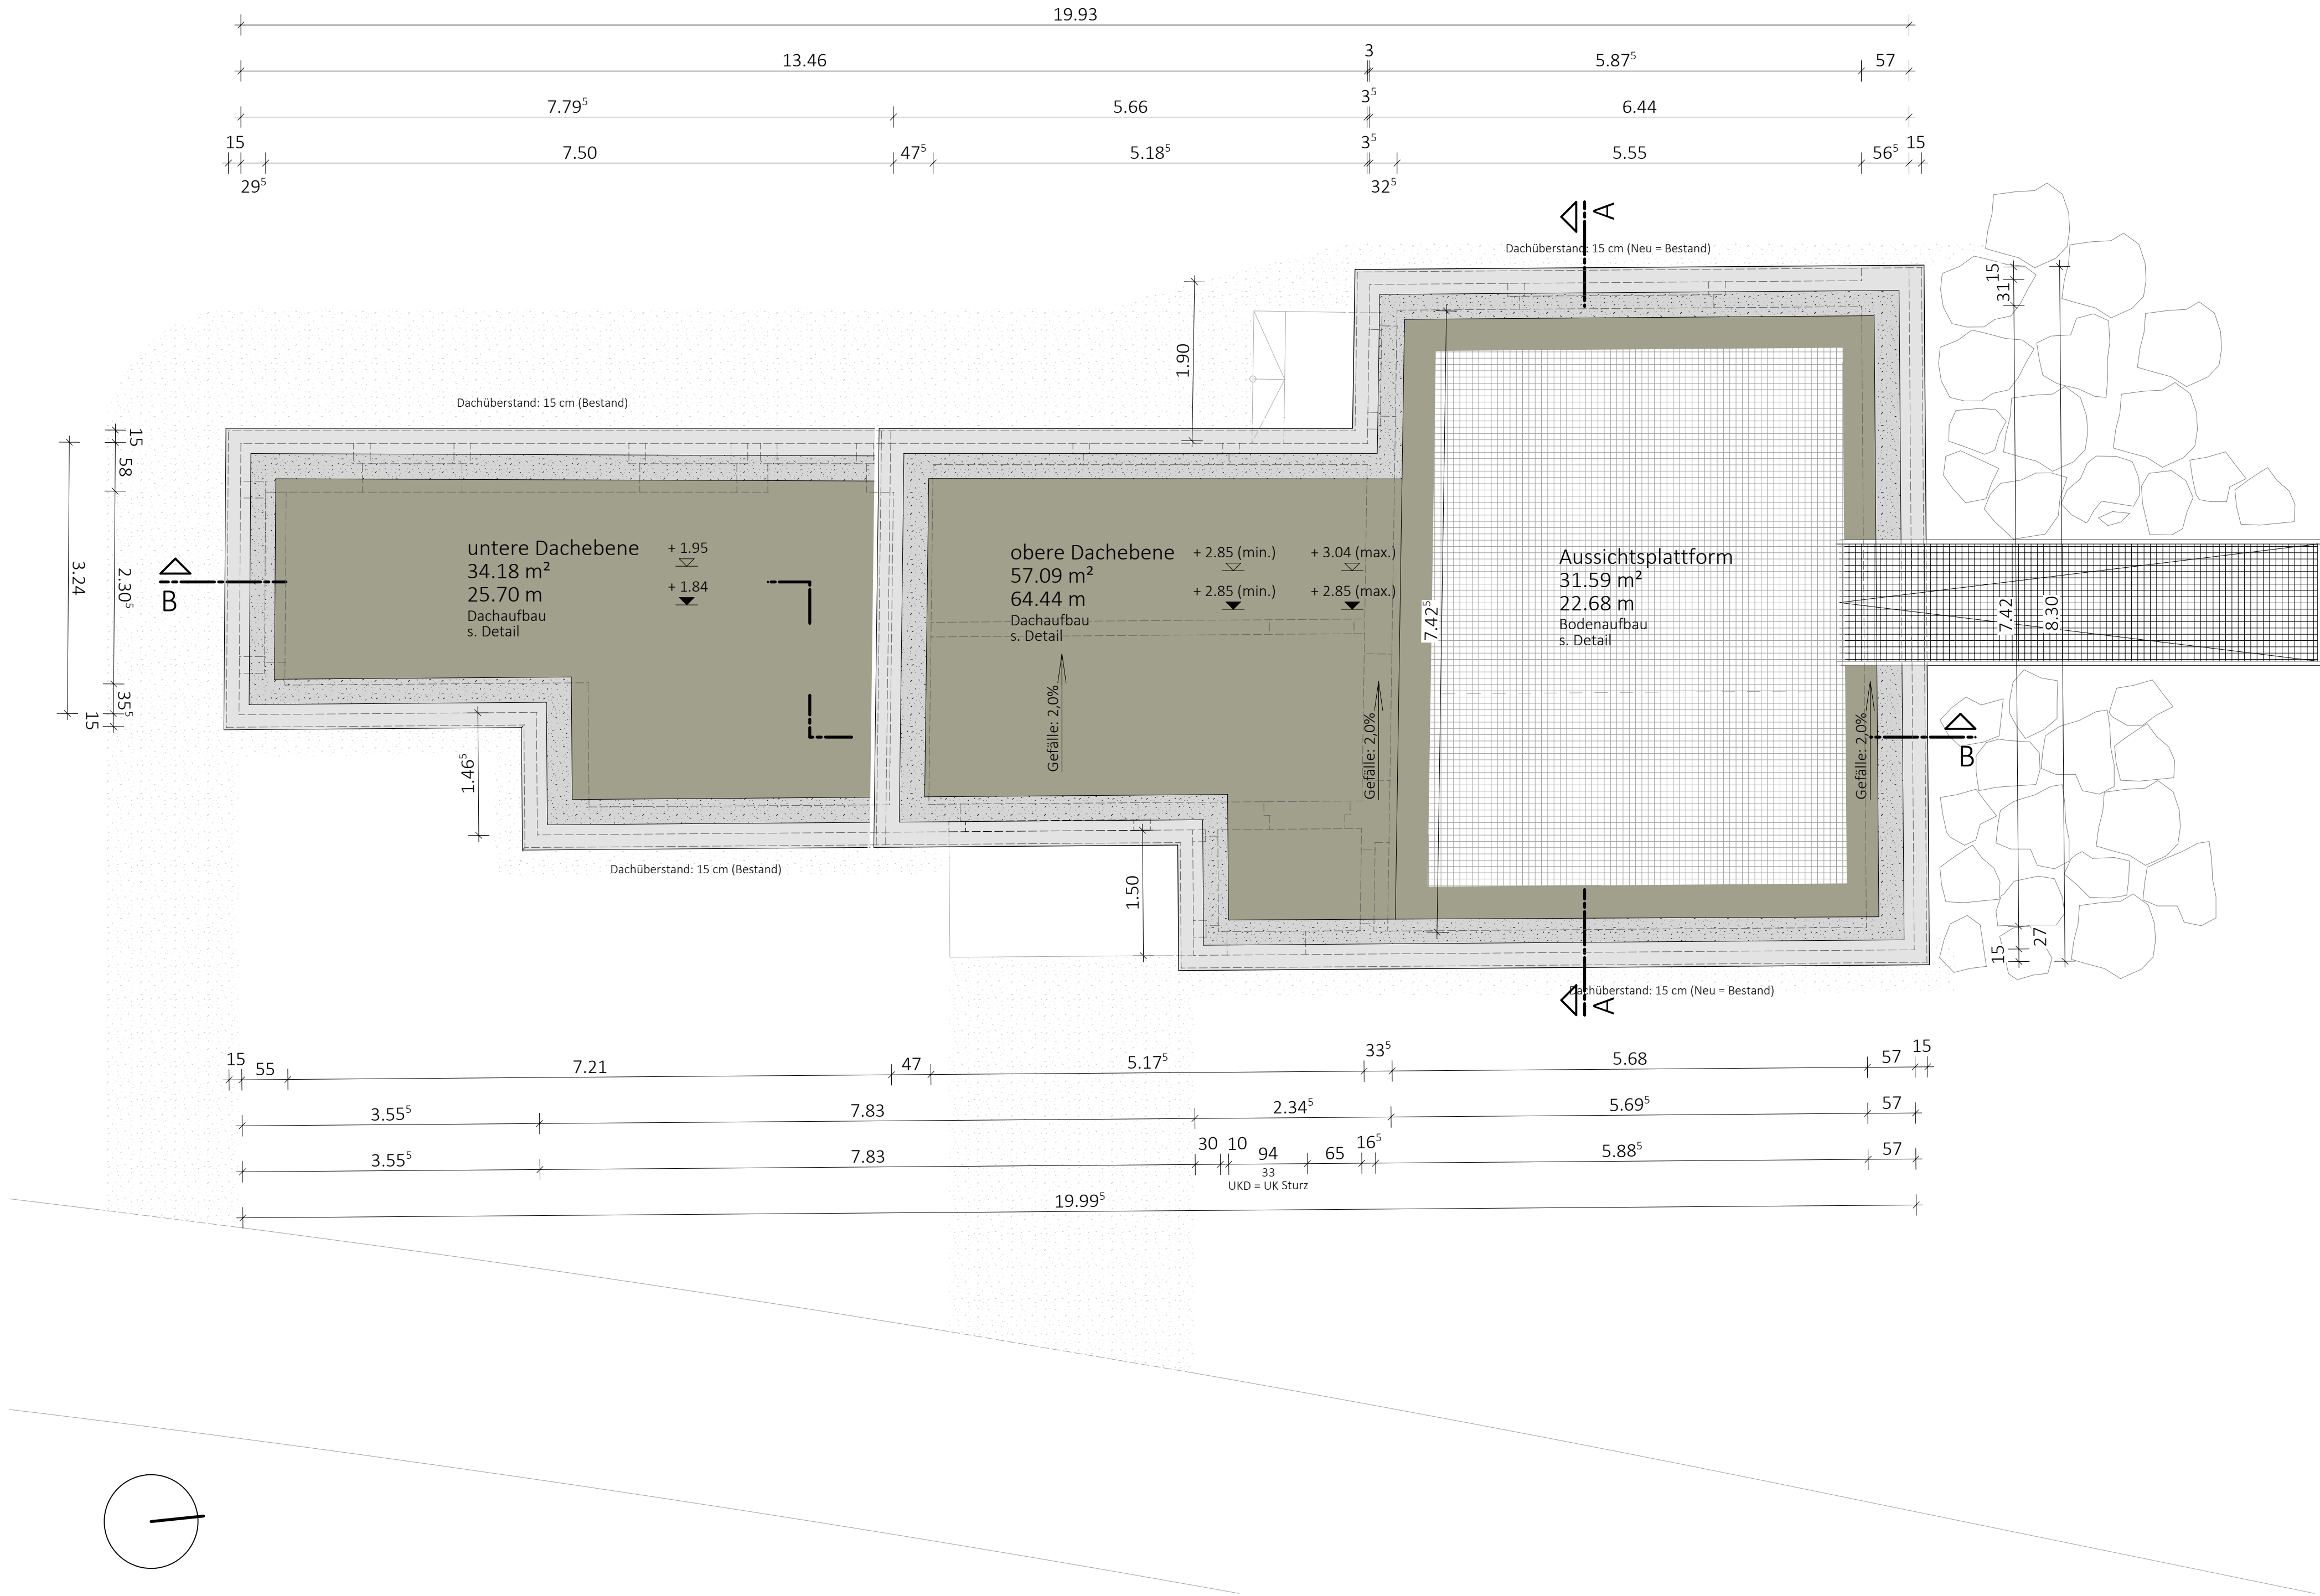 19.93
13.46 3 5.87⁵ 57
7.79⁵ 5.66 3⁵ 6.44
15 29⁵ 7.50 47⁵ 5.18⁵ 3⁵ 32⁵ 5.55 56⁵ 15
A
Dachüberstand: 15 cm (Neu = Bestand)
15
31
1.90
Dachüberstand: 15 cm (Bestand)
15
58
3.24
2.30⁵
35⁵
15
B
untere Dachebene
34.18 m²
25.70 m
Dachaufbau
s. Detail
+ 1.95
+ 1.84
obere Dachebene
57.09 m²
64.44 m
Dachaufbau
s. Detail
+ 2.85 (min.)
+ 3.04 (max.)
+ 2.85 (min.)
+ 2.85 (max.)
7.42⁵
Aussichtsplattform
31.59 m²
22.68 m
Bodenaufbau
s. Detail
7.42
8.30
Gefälle: 2,0%
Gefälle: 2,0%
Gefälle: 2,0%
B
1.46⁵
Dachüberstand: 15 cm (Bestand)
1.50
27
15
A
Dachüberstand: 15 cm (Neu = Bestand)
15 55 7.21 47 5.17⁵ 33⁵ 5.68 57 15
3.55⁵ 7.83 2.34⁵ 5.69⁵ 57
3.55⁵ 7.83 30 10 94 65 16⁵ 5.88⁵ 57
33
UKD = UK Sturz
19.99⁵